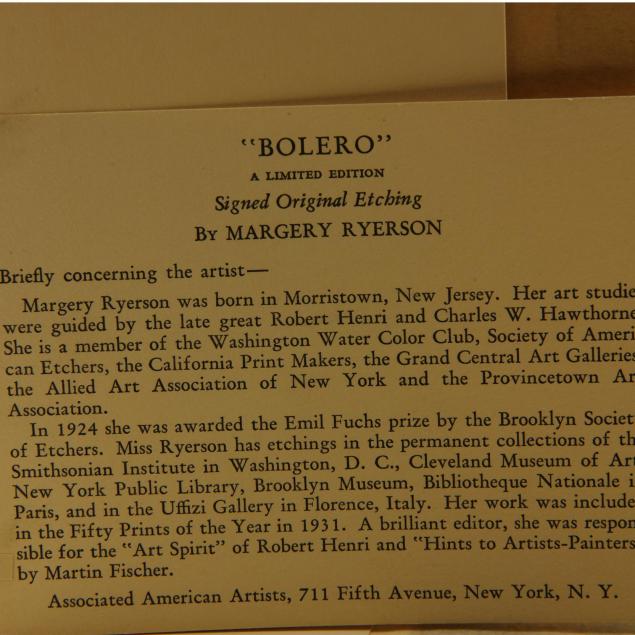 "BOLERO"
A LIMITED EDITION
Signed Original Etching
BY MARGERY RYERSON
Briefly concerning the artist—
Margery Ryerson was born in Morristown, New Jersey. Her art studie
were guided by the late great Robert Henri and Charles W. Hawthorne
She is a member of the Washington Water Color Club, Society of Ameri
can Etchers, the California Print Makers, the Grand Central Art Galleries
the Allied Art Association of New York and the Provincetown Ar
Association.
In 1924 she was awarded the Emil Fuchs prize by the Brooklyn Societ
of Etchers. Miss Ryerson has etchings in the permanent collections of th
Smithsonian Institute in Washington, D. C., Cleveland Museum of Ar
New York Public Library, Brooklyn Museum, Bibliotheque Nationale i
Paris, and in the Uffizi Gallery in Florence, Italy. Her work was include
in the Fifty Prints of the Year in 1931. A brilliant editor, she was respon
sible for the "Art Spirit" of Robert Henri and "Hints to Artists-Painters
by Martin Fischer.
Associated American Artists, 711 Fifth Avenue, New York, N. Y.